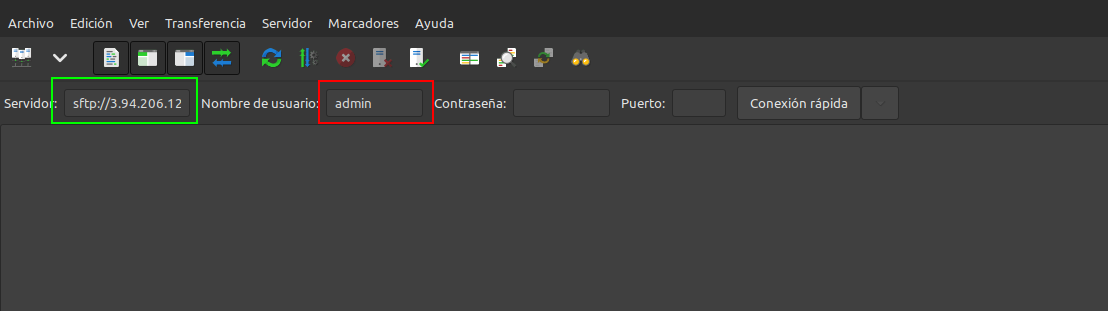 Archivo Edición Ver Transferencia Servidor Marcadores Ayuda
Servidor: sftp://3.94.206.12 Nombre de usuario: admin Contraseña: Puerto: Conexión rápida